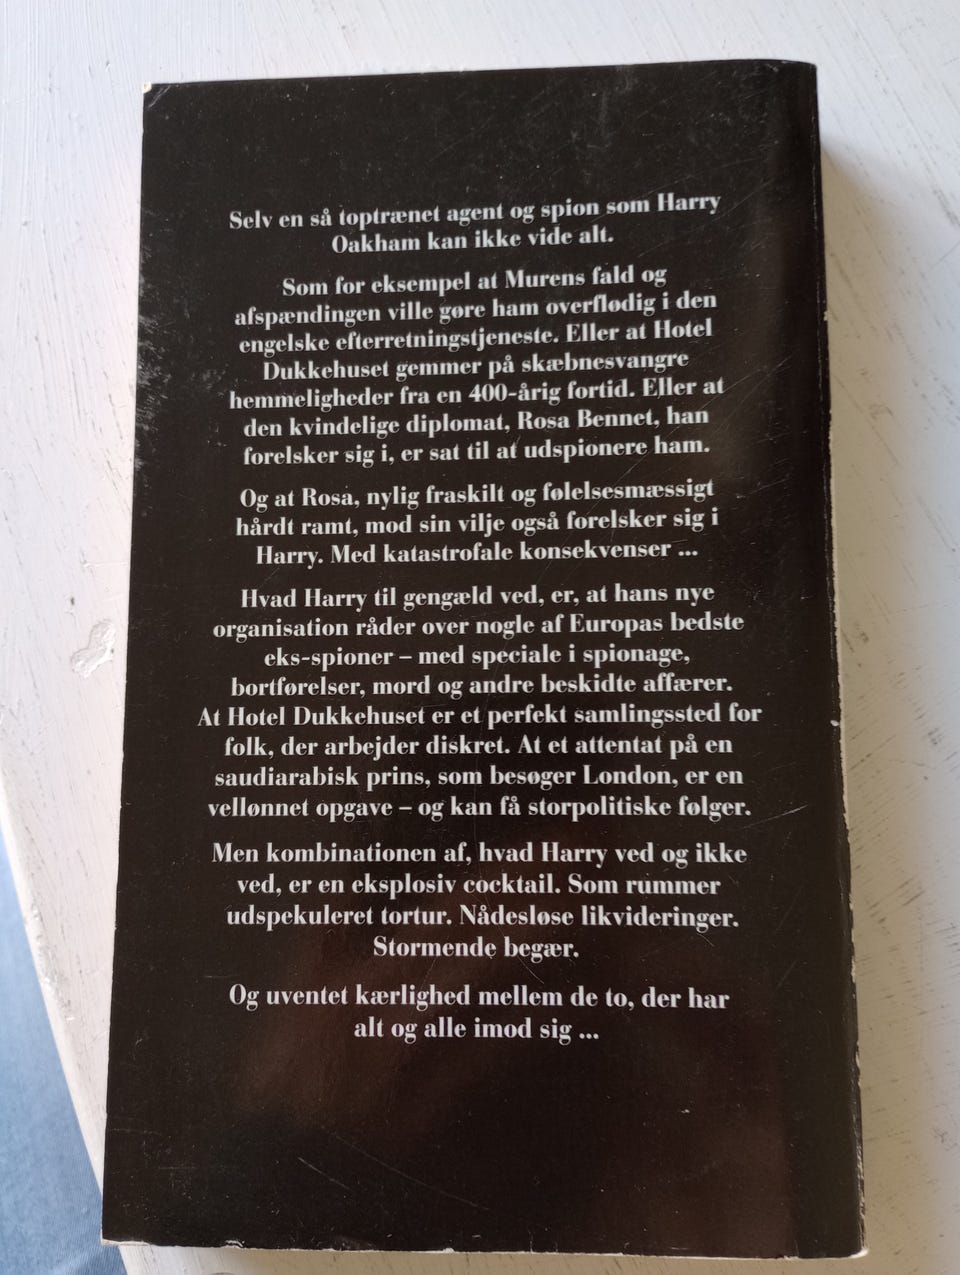 Selv en så toptrænet agent og spion som Harry
Oakham kan ikke vide alt.
Som for eksempel at Murens fald og
afspændingen ville gøre ham overflødig i den
engelske efterretningstjeneste. Eller at Hotel
Dukkehuset gemmer på skæbnesvangre
hemmeligheder fra en 400-årig fortid. Eller at
den kvindelige diplomat, Rosa Bennet, han
forelsker sig i, er sat til at udspionere ham.
Og at Rosa, nylig fraskilt og følelsesmæssigt
hårdt ramt, mod sin vilje også forelsker sig i
Harry. Med katastrofale konsekvenser ...
Hvad Harry til gengæld ved, er, at hans nye
organisation råder over nogle af Europas bedste
eks-spioner – med speciale i spionage,
bortførelser, mord og andre beskidte affærer.
At Hotel Dukkehuset er et perfekt samlingssted for
folk, der arbejder diskret. At et attentat på en
saudiarabisk prins, som besøger London, er en
vellønnet opgave – og kan få storpolitiske følger.
Men kombinationen af, hvad Harry ved og ikke
ved, er en eksplosiv cocktail. Som rummer
udspekuleret tortur. Nådesløse likvideringer.
Stormende begær.
Og uventet kærlighed mellem de to, der har
alt og alle imod sig ...